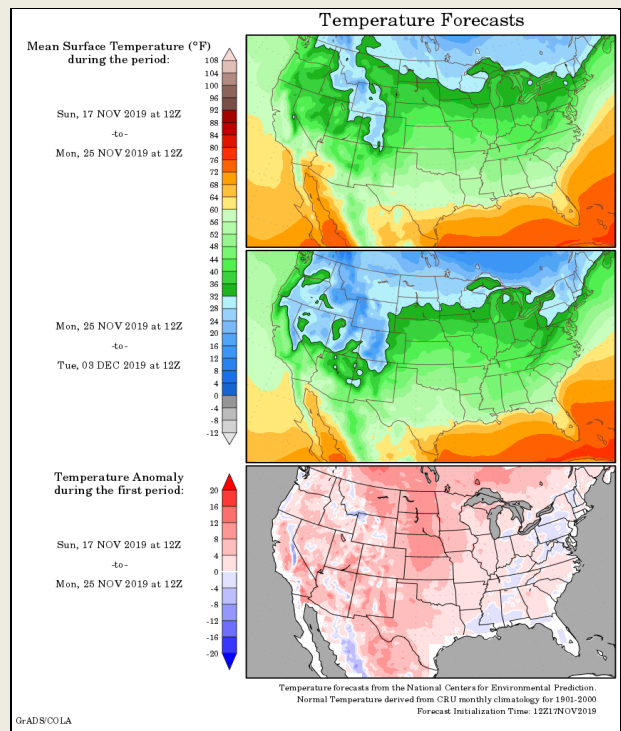 Temperature Forecasts
Mean Surface Temperature (°F)
during the period:
Sun, 17 NOV 2019 at 12Z
-to-
Mon, 25 NOV 2019 at 12Z
108
104
100
96
92
88
84
80
76
72
68
64
60
56
52
48
44
40
36
32
28
24
20
16
12
8
4
0
-4
-8
-12
Mon, 25 NOV 2019 at 12Z
-to-
Tue, 03 DEC 2019 at 12Z
Temperature Anomaly
during the first period:
Sun, 17 NOV 2019 at 12Z
-to-
Mon, 25 NOV 2019 at 12Z
20
16
12
8
4
0
-4
-8
-12
-16
-20
Temperature forecasts from the National Centers for Environmental Prediction.
Normal Temperature derived from CRU monthly climatology for 1901-2000
Forecast Initialization Time: 12Z17NOV2019
GrADS/COLA